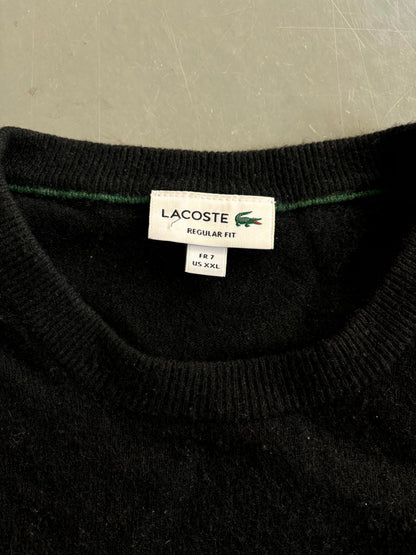 LACOSTE
REGULAR FIT
FR 7
US XXL